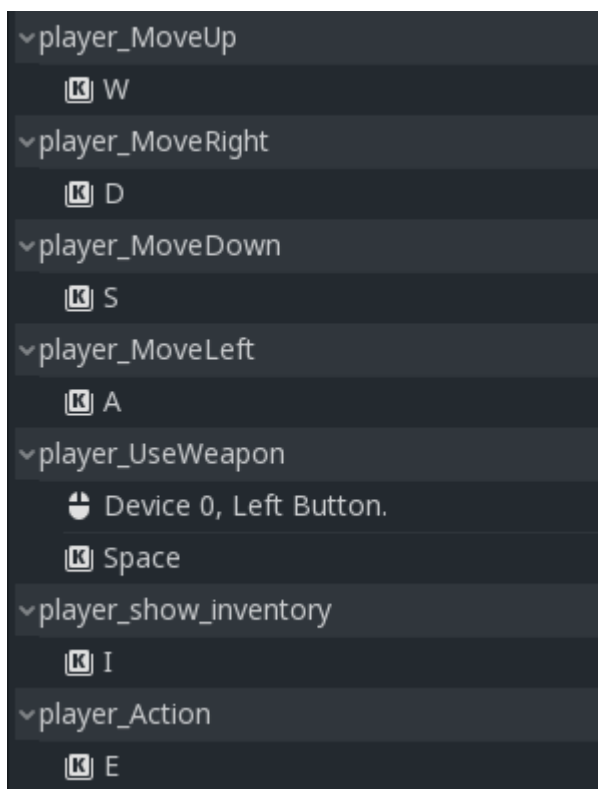 player_MoveUp
W
player_MoveRight
D
player_MoveDown
S
player_MoveLeft
A
player_UseWeapon
Device 0, Left Button.
Space
player_show_inventory
I
player_Action
E